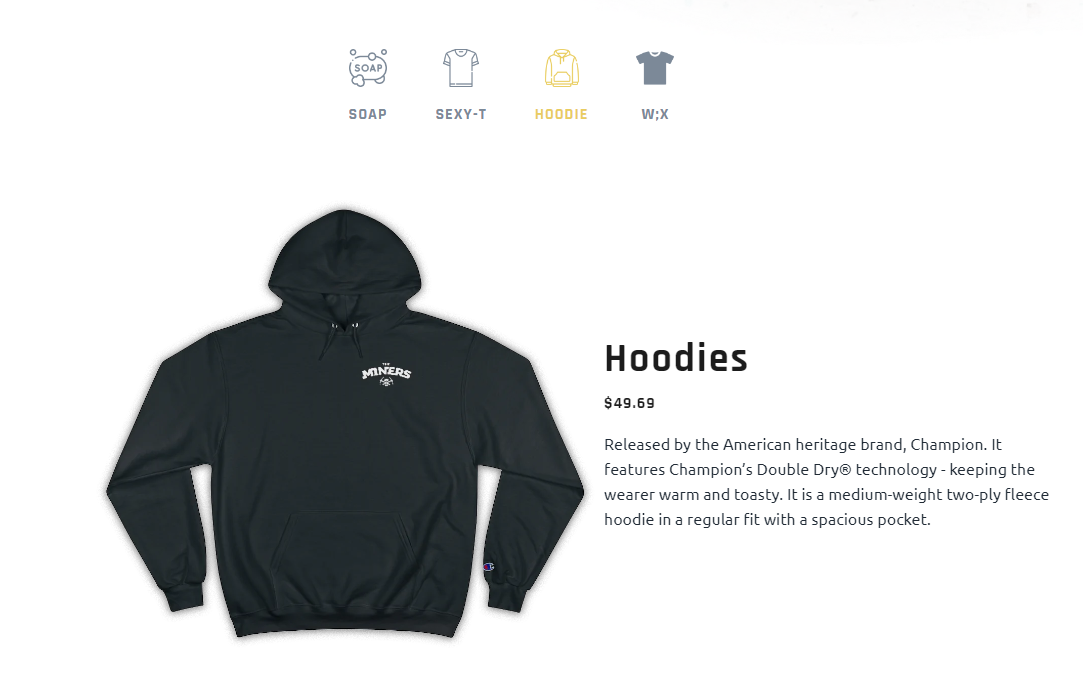 SOAP
SOAP
SEXY-T
HOODIE
W;X
THE
MINERS
Hoodies
$49.69
Released by the American heritage brand, Champion. It
features Champion’s Double Dry® technology - keeping the
wearer warm and toasty. It is a medium-weight two-ply fleece
hoodie in a regular fit with a spacious pocket.